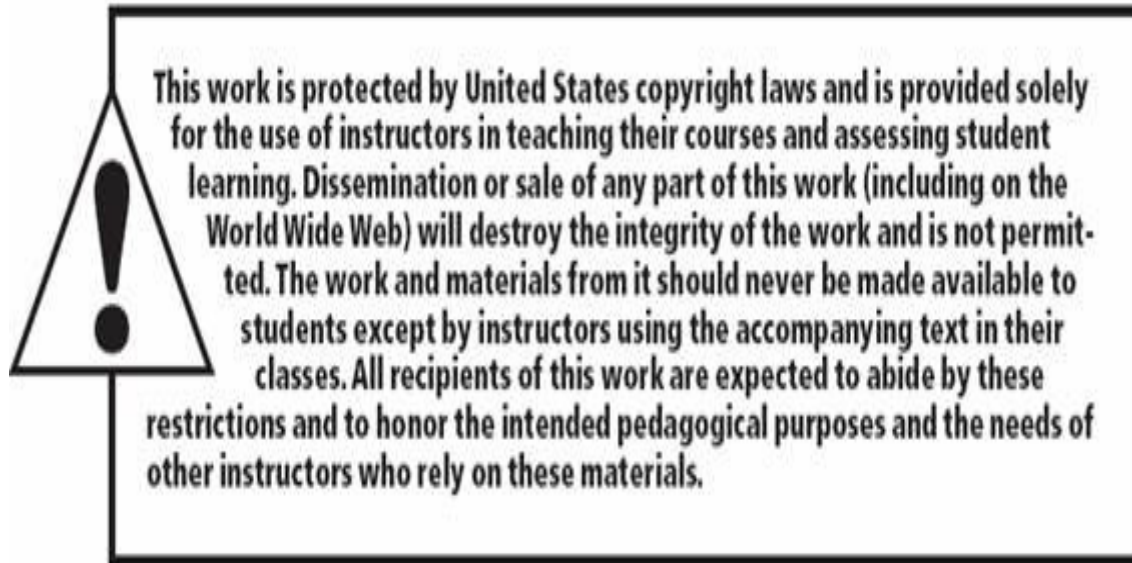 This work is protected by United States copyright laws and is provided solely
for the use of instructors in teaching their courses and assessing student
learning. Dissemination or sale of any part of this work (including on the
World Wide Web) will destroy the integrity of the work and is not permit-
ted. The work and materials from it should never be made available to
students except by instructors using the accompanying text in their
classes. All recipients of this work are expected to abide by these
restrictions and to honor the intended pedagogical purposes and the needs of
other instructors who rely on these materials.